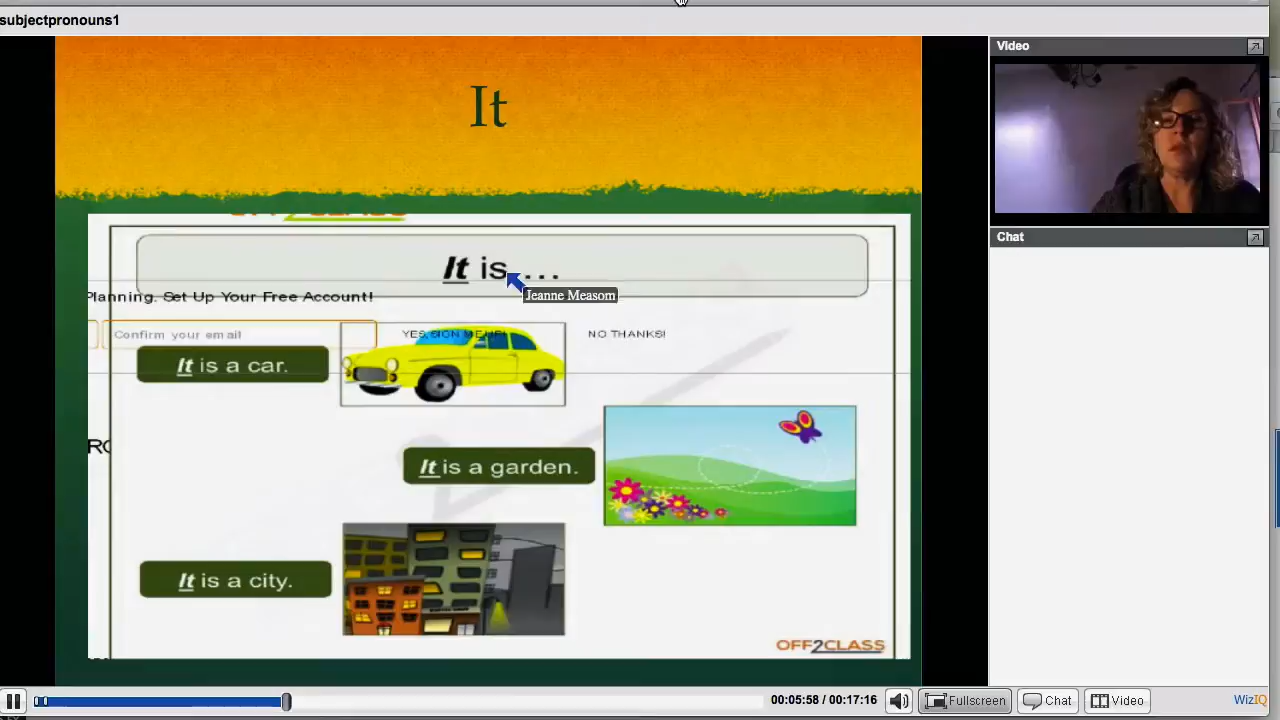 subjectpronouns1
Video
It
Chat
It is ...
Jeanne Measom
Planning. Set Up Your Free Account!
Confirm your email
YES, SIGN ME UP!
NO THANKS!
It is a car.
It is a garden.
It is a city.
OFF2CLASS
00:05:58 / 00:17:16
Fullscreen
Chat
Video
WizIQ